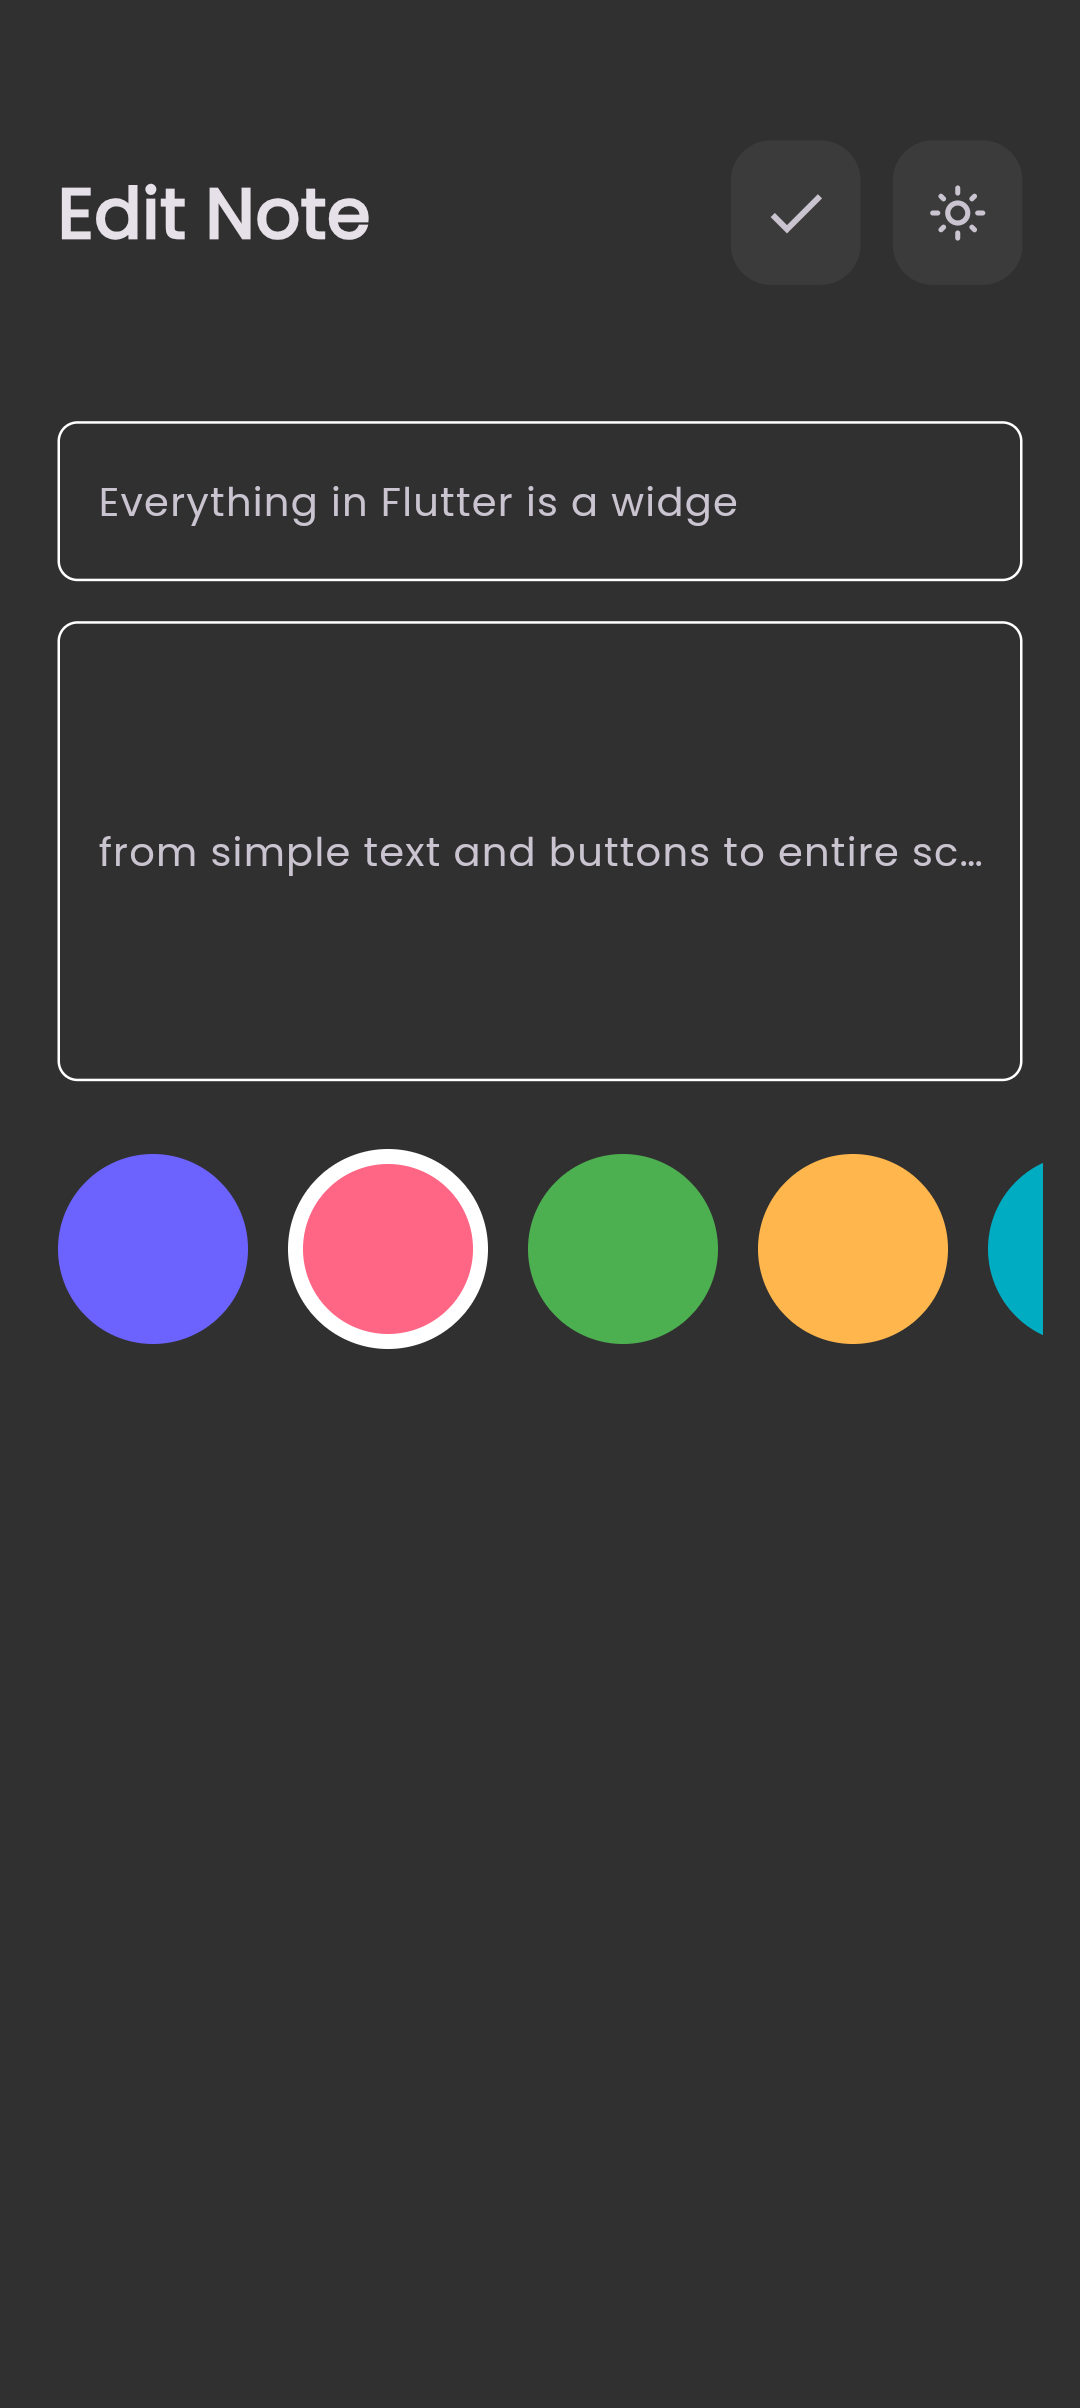 Edit Note
Everything in Flutter is a widge
from simple text and buttons to entire sc...